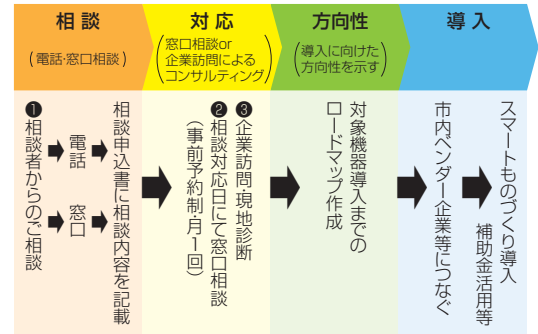 相談
(電話・窓口相談)
対応
窓口相談or
企業訪問による
コンサルティング
方向性
導入に向けた
方向性を示す
導入
❶相談者からのご相談
電話
窓口
相談申込書に相談内容を記載
❷相談対応日にて窓口相談
(事前予約制・月1回)
❸企業訪問・現地診断
対象機器導入までの
ロードマップ作成
市内ベンダー企業等につなぐ
スマートものづくり導入
補助金活用等